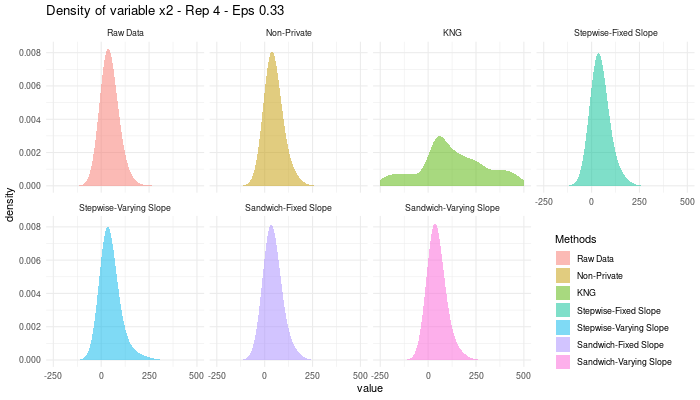 Density of variable x2 - Rep 4 - Eps 0.33
Raw Data
Non-Private
KNG
Stepwise-Fixed Slope
0.008
0.006
0.004
0.002
0.000
-250 0 250 500
Stepwise-Varying Slope
Sandwich-Fixed Slope
Sandwich-Varying Slope
0.008
0.006
0.004
0.002
0.000
-250 0 250 500
-250 0 250 500
-250 0 250 500
density
value
Methods
Raw Data
Non-Private
KNG
Stepwise-Fixed Slope
Stepwise-Varying Slope
Sandwich-Fixed Slope
Sandwich-Varying Slope